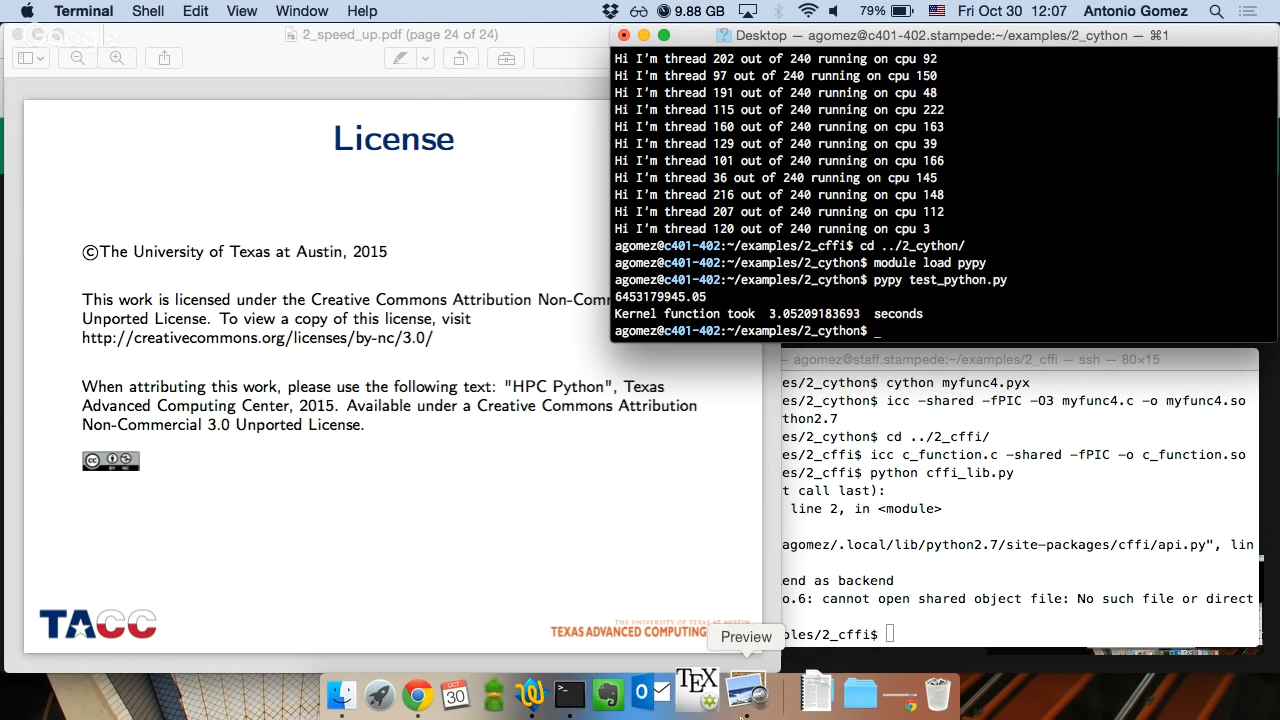 Terminal Shell Edit View Window Help 9.88 GB 79% Fri Oct 30 12:07 Antonio Gomez
Google
2_speed_up.pdf (page 24 of 24)
License
©The University of Texas at Austin, 2015
This work is licensed under the Creative Commons Attribution Non-Comm
Unported License. To view a copy of this license, visit
http://creativecommons.org/licenses/by-nc/3.0/
When attributing this work, please use the following text: "HPC Python", Texas
Advanced Computing Center, 2015. Available under a Creative Commons Attribution
Non-Commercial 3.0 Unported License.
cc
TACC
THE UNIVERSITY OF TEXAS AT AUSTIN
TEXAS ADVANCED COMPUTING
Desktop — agomez@c401-402.stampede:~/examples/2_cython — ⌘1
Hi I'm thread 202 out of 240 running on cpu 92
Hi I'm thread 97 out of 240 running on cpu 150
Hi I'm thread 191 out of 240 running on cpu 48
Hi I'm thread 115 out of 240 running on cpu 222
Hi I'm thread 160 out of 240 running on cpu 163
Hi I'm thread 129 out of 240 running on cpu 39
Hi I'm thread 101 out of 240 running on cpu 166
Hi I'm thread 36 out of 240 running on cpu 145
Hi I'm thread 216 out of 240 running on cpu 148
Hi I'm thread 207 out of 240 running on cpu 112
Hi I'm thread 120 out of 240 running on cpu 3
agomez@c401-402:~/examples/2_cffi$ cd ../2_cython/
agomez@c401-402:~/examples/2_cython$ module load pypy
agomez@c401-402:~/examples/2_cython$ pypy test_python.py
6453179945.05
Kernel function took 3.05209183693 seconds
agomez@c401-402:~/examples/2_cython$ _
— agomez@staff.stampede:~/examples/2_cffi — ssh — 80×15
es/2_cython$ cython myfunc4.pyx
es/2_cython$ icc -shared -fPIC -O3 myfunc4.c -o myfunc4.so
thon2.7
es/2_cython$ cd ../2_cffi/
es/2_cffi$ icc c_function.c -shared -fPIC -o c_function.so
es/2_cffi$ python cffi_lib.py
t call last):
line 2, in <module>
agomez/.local/lib/python2.7/site-packages/cffi/api.py", lin
end as backend
o.6: cannot open shared object file: No such file or direct
ples/2_cffi$
Preview
OCT
30
TEX